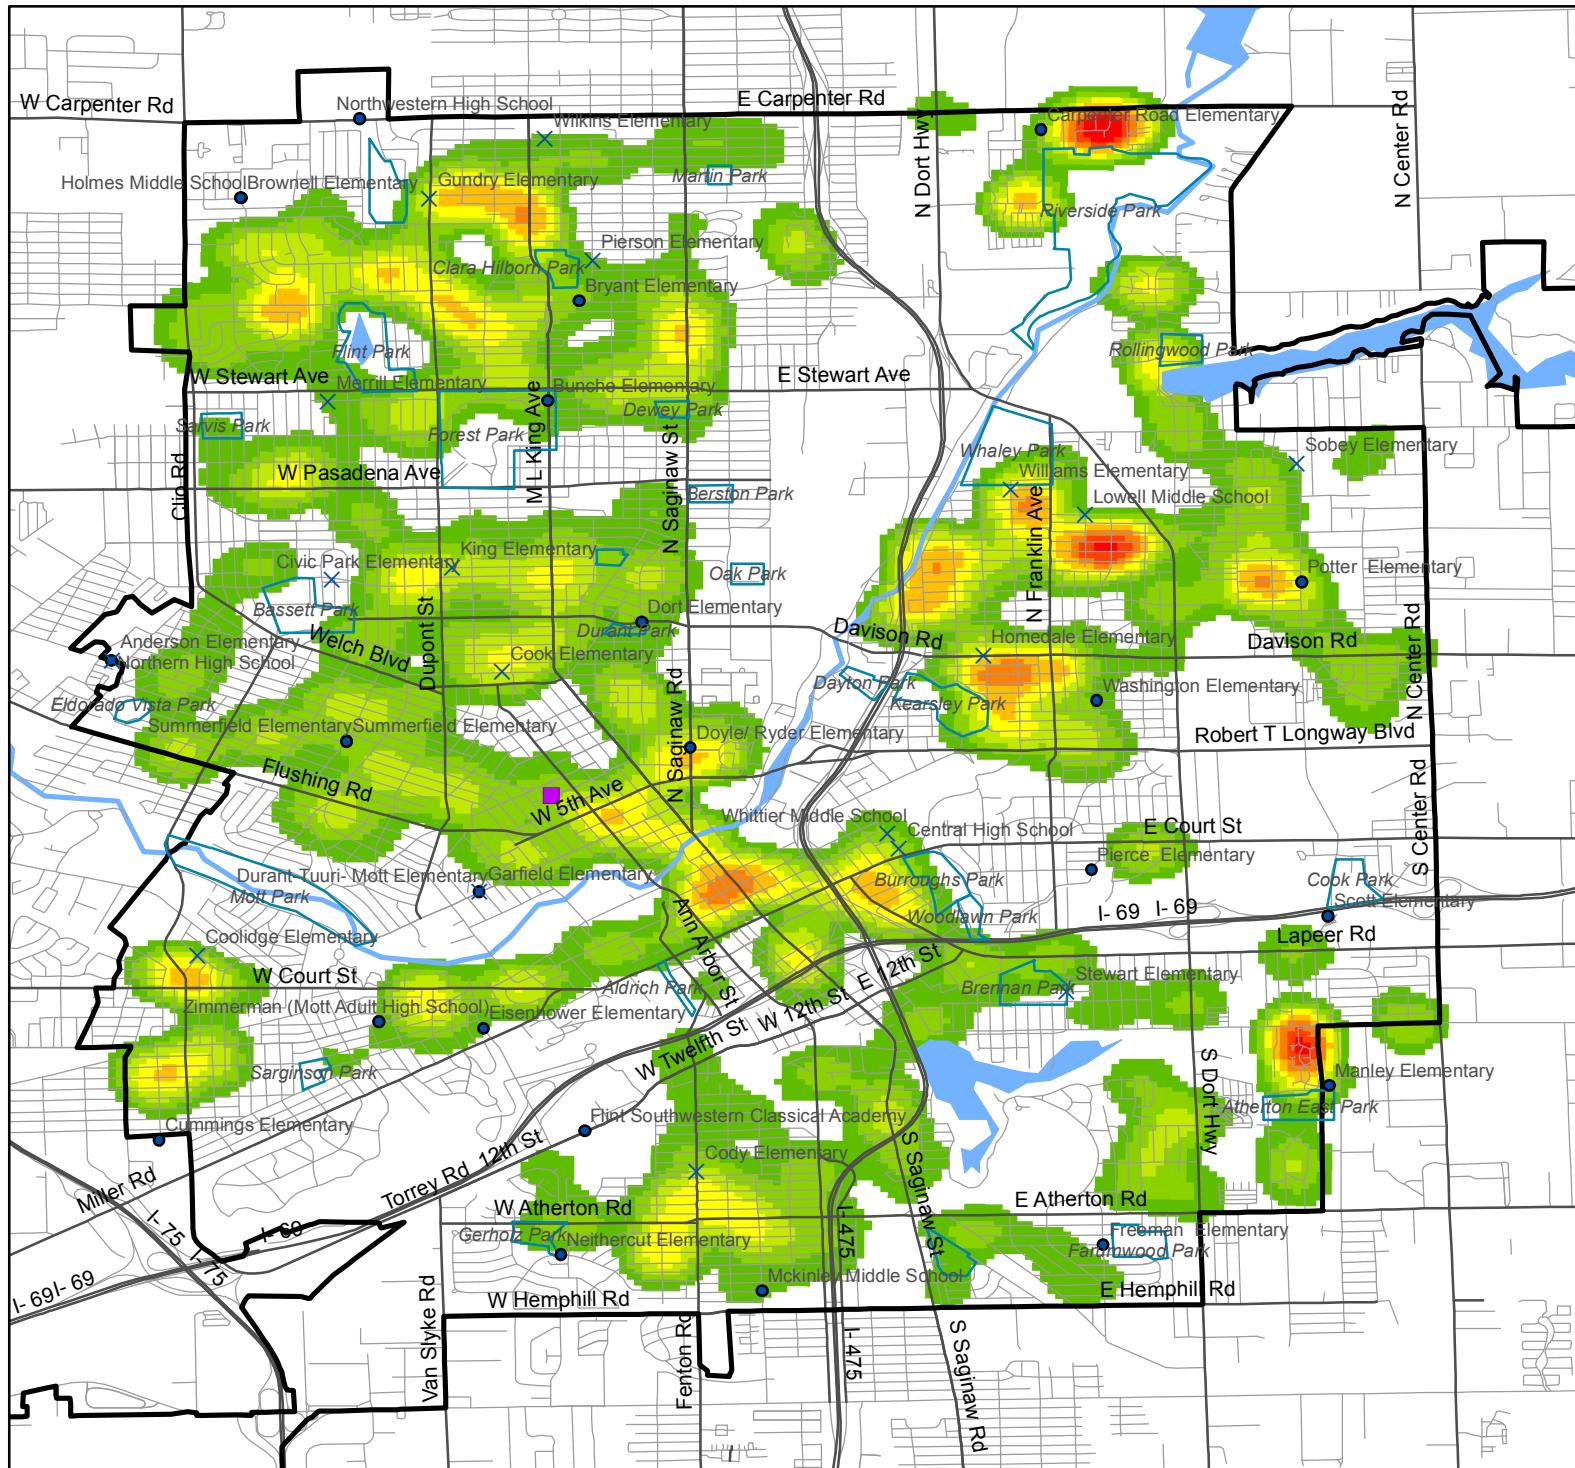 W Carpenter Rd
Northwestern High School
E Carpenter Rd
N Center Rd
Wilkins Elementary
Carpenter Road Elementary
N Dort Hwy
Holmes Middle School
Brownell Elementary
Gundry Elementary
Martin Park
Riverside Park
Clara Hilborn Park
Pierson Elementary
Bryant Elementary
Flint Park
Rollingwood Park
W Stewart Ave
Merrill Elementary
Bunche Elementary
E Stewart Ave
Sarvis Park
Forest Park
M L King Ave
Dewey Park
N Saginaw St
Whaley Park
Sobey Elementary
W Pasadena Ave
Clio Rd
Berston Park
Williams Elementary
Lowell Middle School
N Franklin Ave
Civic Park Elementary
King Elementary
Oak Park
Potter Elementary
Bassett Park
Dort Elementary
Durant Park
Welch Blvd
Dupont St
Davison Rd
Homedale Elementary
Davison Rd
N Center Rd
Anderson Elementary
Northern High School
Cook Elementary
Dayton Park
Kearsley Park
Washington Elementary
Eldorado Vista Park
Summerfield Elementary
Summerfield Elementary
N Saginaw Rd
Doyle/ Ryder Elementary
Robert T Longway Blvd
Flushing Rd
W 5th Ave
S Center Rd
Whittier Middle School
Central High School
E Court St
Pierce Elementary
Durant-Tuuri- Mott Elementary
Garfield Elementary
Mott Park
Burroughs Park
Cook Park
Woodlawn Park
I- 69
I- 69
Scott Elementary
Lapeer Rd
Ann Arbor St
Coolidge Elementary
W Court St
Aldrich Park
E 12th St
Brennan Park
Stewart Elementary
Zimmerman (Mott Adult High School)
Eisenhower Elementary
W 12th St
W Twelfth St
Sarginson Park
S Dort Hwy
Manley Elementary
Atherton East Park
Cummings Elementary
Flint Southwestern Classical Academy
12th St
Torrey Rd
Cody Elementary
S Saginaw St
Miller Rd
W Atherton Rd
E Atherton Rd
Gerholz Park
Neithercut Elementary
I- 475
Freeman Elementary
Farumwood Park
I- 75
I- 75
I- 69
I- 69
I- 69
Mckinley Middle School
W Hemphill Rd
E Hemphill Rd
Van Slyke Rd
Fenton Rd
I-475
S Saginaw Rd